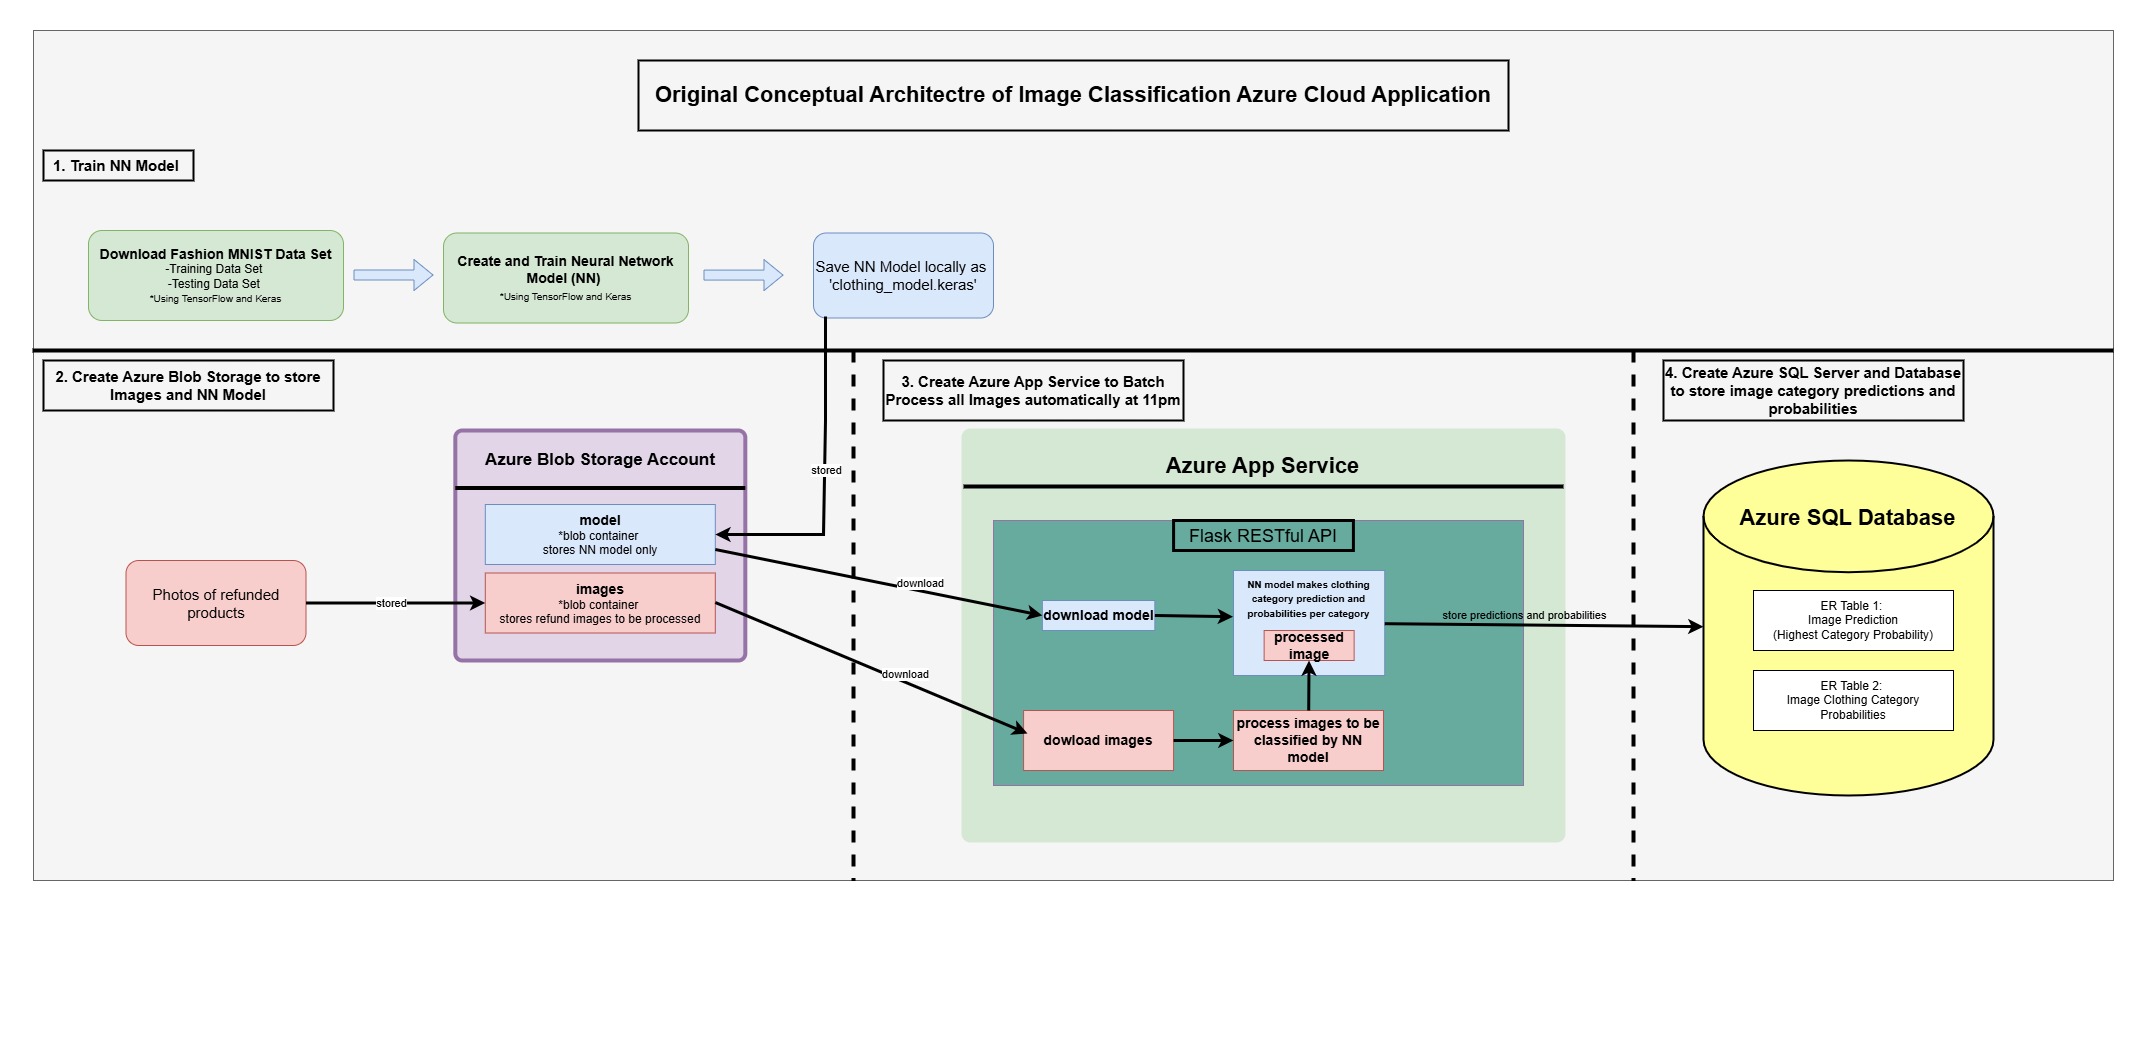 Original Conceptual Architectre of Image Classification Azure Cloud Application
1. Train NN Model
Download Fashion MNIST Data Set
-Training Data Set
-Testing Data Set
*Using TensorFlow and Keras
Create and Train Neural Network
Model (NN)
*Using TensorFlow and Keras
Save NN Model locally as
'clothing_model.keras'
2. Create Azure Blob Storage to store
Images and NN Model
3. Create Azure App Service to Batch
Process all Images automatically at 11pm
4. Create Azure SQL Server and Database
to store image category predictions and
probabilities
Photos of refunded
products
stored
Azure Blob Storage Account
model
*blob container
stores NN model only
images
*blob container
stores refund images to be processed
stored
download
download
Azure App Service
Flask RESTful API
download model
NN model makes clothing
category prediction and
probabilities per category
processed
image
dowload images
process images to be
classified by NN
model
store predictions and probabilities
Azure SQL Database
ER Table 1:
Image Prediction
(Highest Category Probability)
ER Table 2:
Image Clothing Category
Probabilities